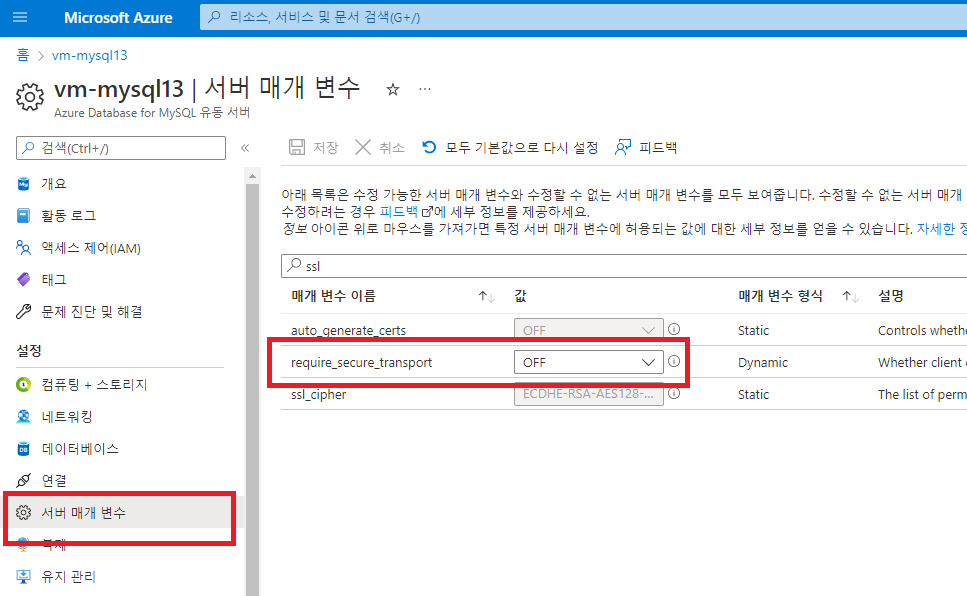 Microsoft Azure
리소스, 서비스 및 문서 검색(G+/)
홈 > vm-mysql13
vm-mysql13 | 서버 매개 변수 ☆ ...
Azure Database for MySQL 유동 서버
검색(Ctrl+/) «
저장 취소 모두 기본값으로 다시 설정 피드백
개요
활동 로그
액세스 제어(IAM)
태그
문제 진단 및 해결
설정
컴퓨팅 + 스토리지
네트워킹
데이터베이스
연결
서버 매개 변수
복제
유지 관리
아래 목록은 수정 가능한 서버 매개 변수와 수정할 수 없는 서버 매개 변수를 모두 보여줍니다. 수정할 수 없는 서버 매개
수정하려는 경우 피드백에 세부 정보를 제공하세요.
정보 아이콘 위로 마우스를 가져가면 특정 서버 매개 변수에 허용되는 값에 대한 세부 정보를 얻을 수 있습니다. 자세한 정
ssl
매개 변수 이름 ↑↓ 값 매개 변수 형식 ↑↓ 설명
auto_generate_certs OFF Static Controls wheth
require_secure_transport OFF Dynamic Whether client
ssl_cipher ECDHE-RSA-AES128-... Static The list of perm